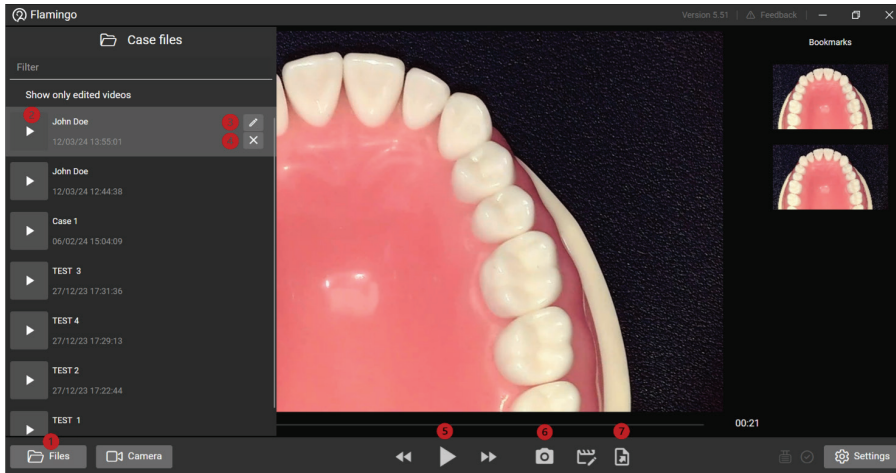 Flamingo
Version 5.51 | Feedback
Case files
Bookmarks
Filter
Show only edited videos
2
John Doe
3
12/03/24 13:55:01
4
John Doe
12/03/24 12:44:38
Case 1
06/02/24 15:04:09
TEST 3
27/12/23 17:31:36
TEST 4
27/12/23 17:29:13
TEST 2
27/12/23 17:22:44
TEST 1
00:21
1
5
6
7
Files
Camera
Settings